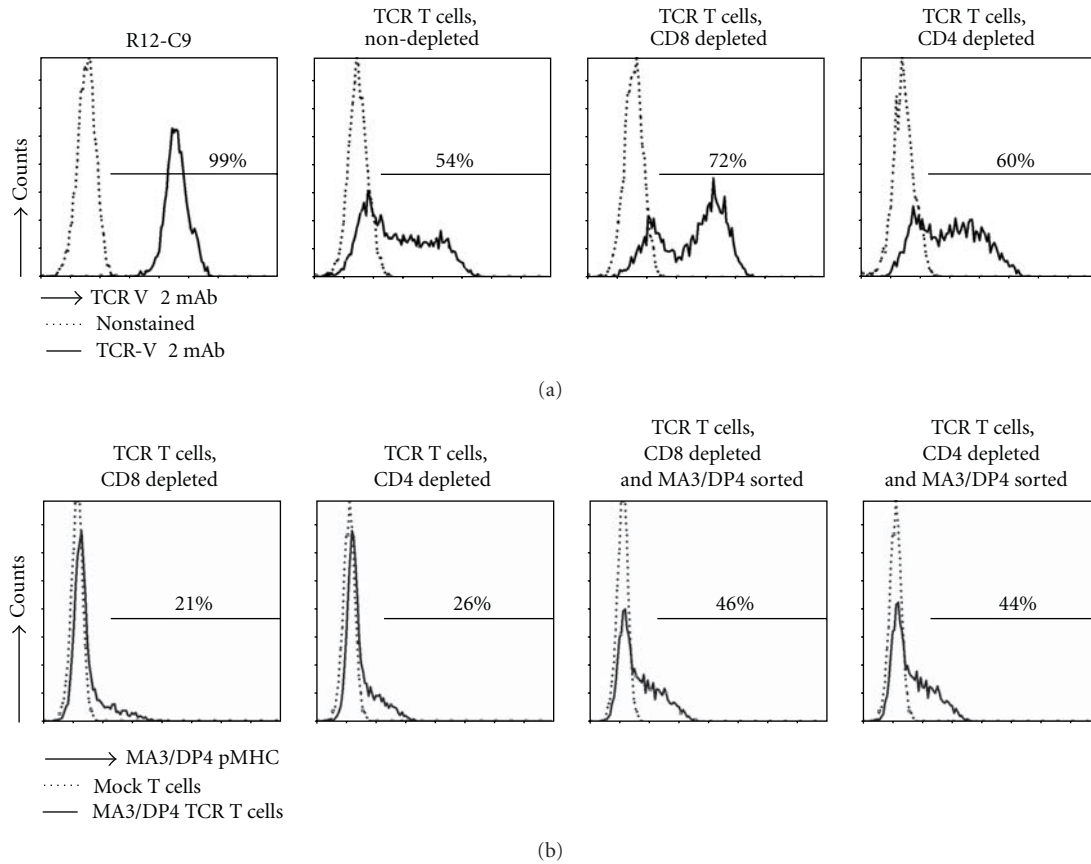 (a)
R12-C9
TCR T cells,
non-depleted
TCR T cells,
CD8 depleted
TCR T cells,
CD4 depleted
Counts
99%
54%
72%
60%
TCR V 2 mAb
Nonstained
TCR-V 2 mAb
(a)
TCR T cells,
CD8 depleted
TCR T cells,
CD4 depleted
TCR T cells,
CD8 depleted
and MA3/DP4 sorted
TCR T cells,
CD4 depleted
and MA3/DP4 sorted
Counts
21%
26%
46%
44%
MA3/DP4 pMHC
Mock T cells
MA3/DP4 TCR T cells
(b)